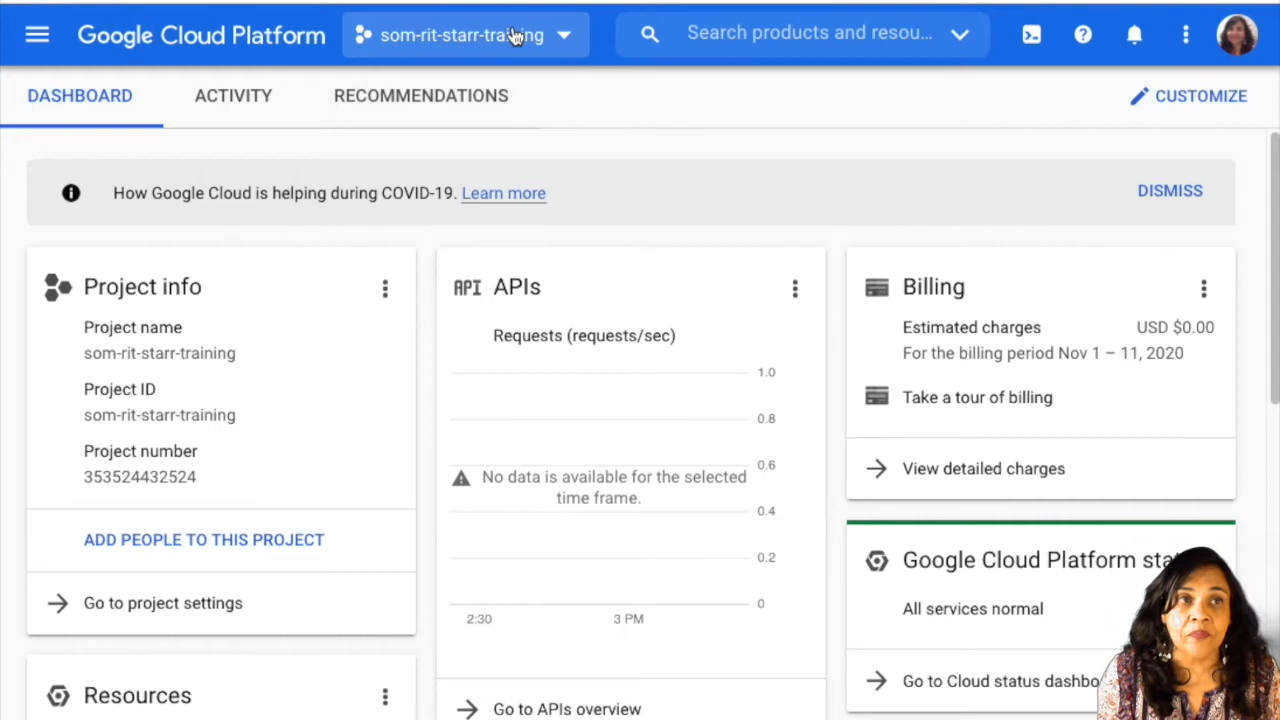 Google Cloud Platform
som-rit-starr-training
Search products and resou...
DASHBOARD
ACTIVITY
RECOMMENDATIONS
CUSTOMIZE
How Google Cloud is helping during COVID-19. Learn more
DISMISS
Project info
Project name
som-rit-starr-training
Project ID
som-rit-starr-training
Project number
353524432524
ADD PEOPLE TO THIS PROJECT
Go to project settings
Resources
API APIs
Requests (requests/sec)
1.0
0.8
0.6
No data is available for the selected
time frame.
0.4
0.2
0
2:30
3 PM
Go to APIs overview
Billing
Estimated charges USD $0.00
For the billing period Nov 1 – 11, 2020
Take a tour of billing
View detailed charges
Google Cloud Platform sta
All services normal
Go to Cloud status dashbo